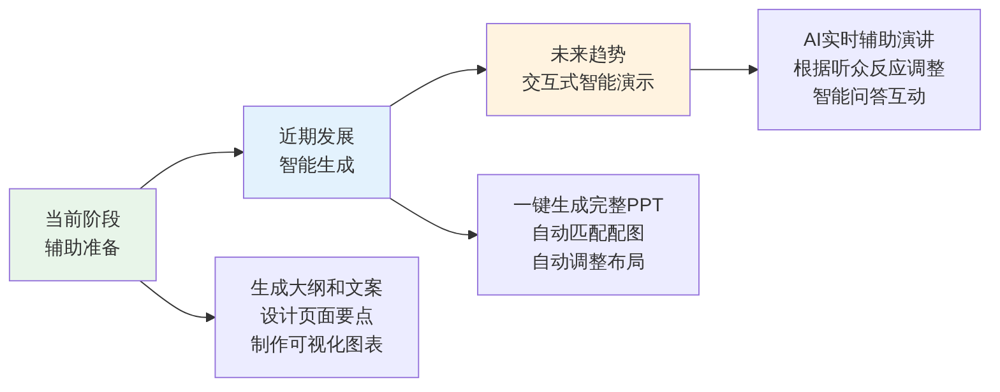 当前阶段
辅助准备
近期发展
智能生成
生成大纲和文案
设计页面要点
制作可视化图表
未来趋势
交互式智能演示
一键生成完整PPT
自动匹配配图
自动调整布局
AI实时辅助演讲
根据听众反应调整
智能问答互动